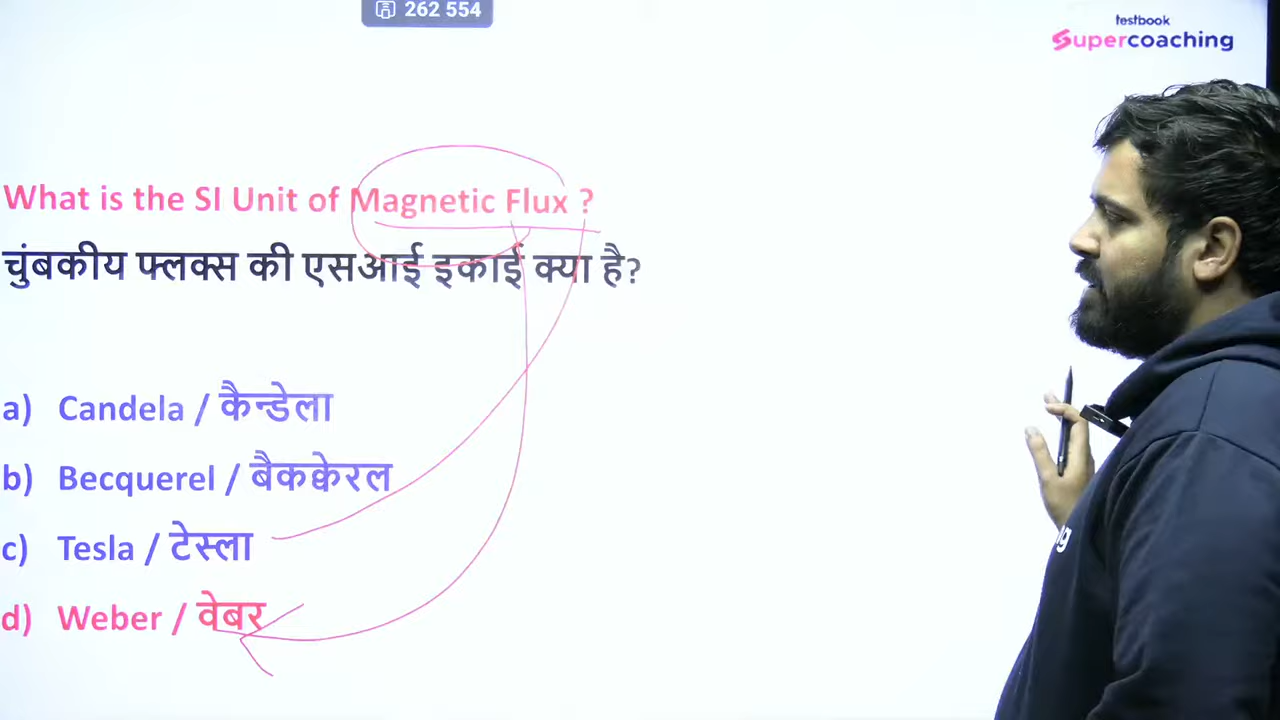 262 554
testbook
Supercoaching
What is the SI Unit of Magnetic Flux ?
चुंबकीय फ्लक्स की एसआई इकाई क्या है?
a) Candela / कैन्डेला
b) Becquerel / बैकक्वेरल
c) Tesla / टेस्ला
d) Weber / वेबर